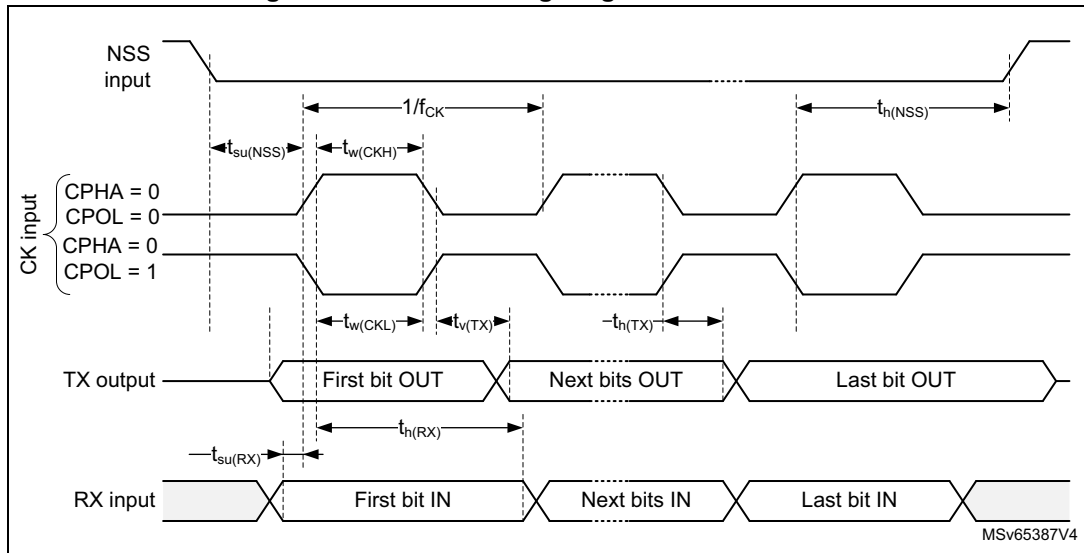 NSS
input
1/fCK
th(NSS)
tsu(NSS)
tw(CKH)
CK input
CPHA = 0
CPOL = 0
CPHA = 0
CPOL = 1
tw(CKL)
tv(TX)
th(TX)
TX output
First bit OUT
Next bits OUT
Last bit OUT
th(RX)
tsu(RX)
RX input
First bit IN
Next bits IN
Last bit IN
MSv65387V4